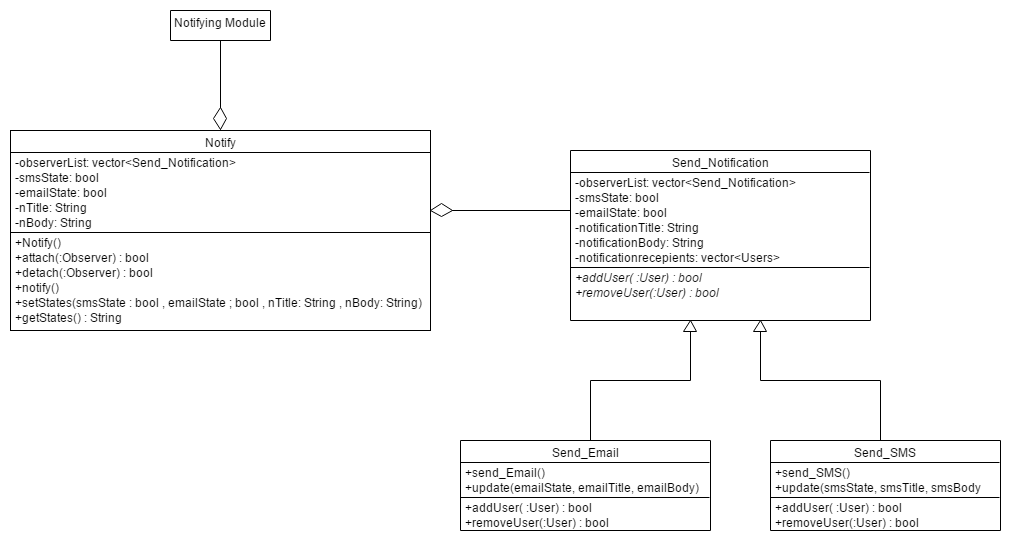 Notifying Module
Notify
-observerList: vector<Send_Notification>
-smsState: bool
-emailState: bool
-nTitle: String
-nBody: String
+Notify()
+attach(:Observer) : bool
+detach(:Observer) : bool
+notify()
+setStates(smsState : bool , emailState ; bool , nTitle: String , nBody: String)
+getStates() : String
Send_Notification
-observerList: vector<Send_Notification>
-smsState: bool
-emailState: bool
-notificationTitle: String
-notificationBody: String
-notificationrecepients: vector<Users>
+addUser( :User) : bool
+removeUser(:User) : bool
Send_Email
+send_Email()
+update(emailState, emailTitle, emailBody)
+addUser( :User) : bool
+removeUser(:User) : bool
Send_SMS
+send_SMS()
+update(smsState, smsTitle, smsBody
+addUser( :User) : bool
+removeUser(:User) : bool